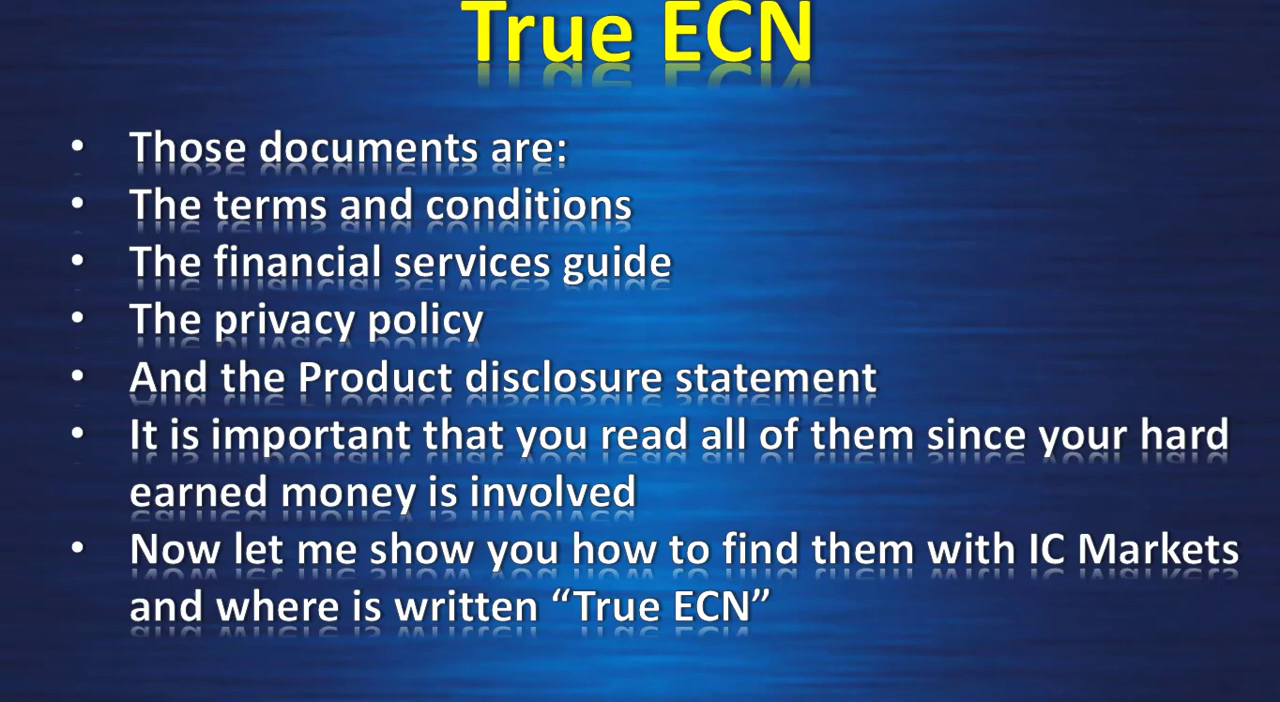 True ECN
• Those documents are:
• The terms and conditions
• The financial services guide
• The privacy policy
• And the Product disclosure statement
• It is important that you read all of them since your hard
earned money is involved
• Now let me show you how to find them with IC Markets
and where is written “True ECN”